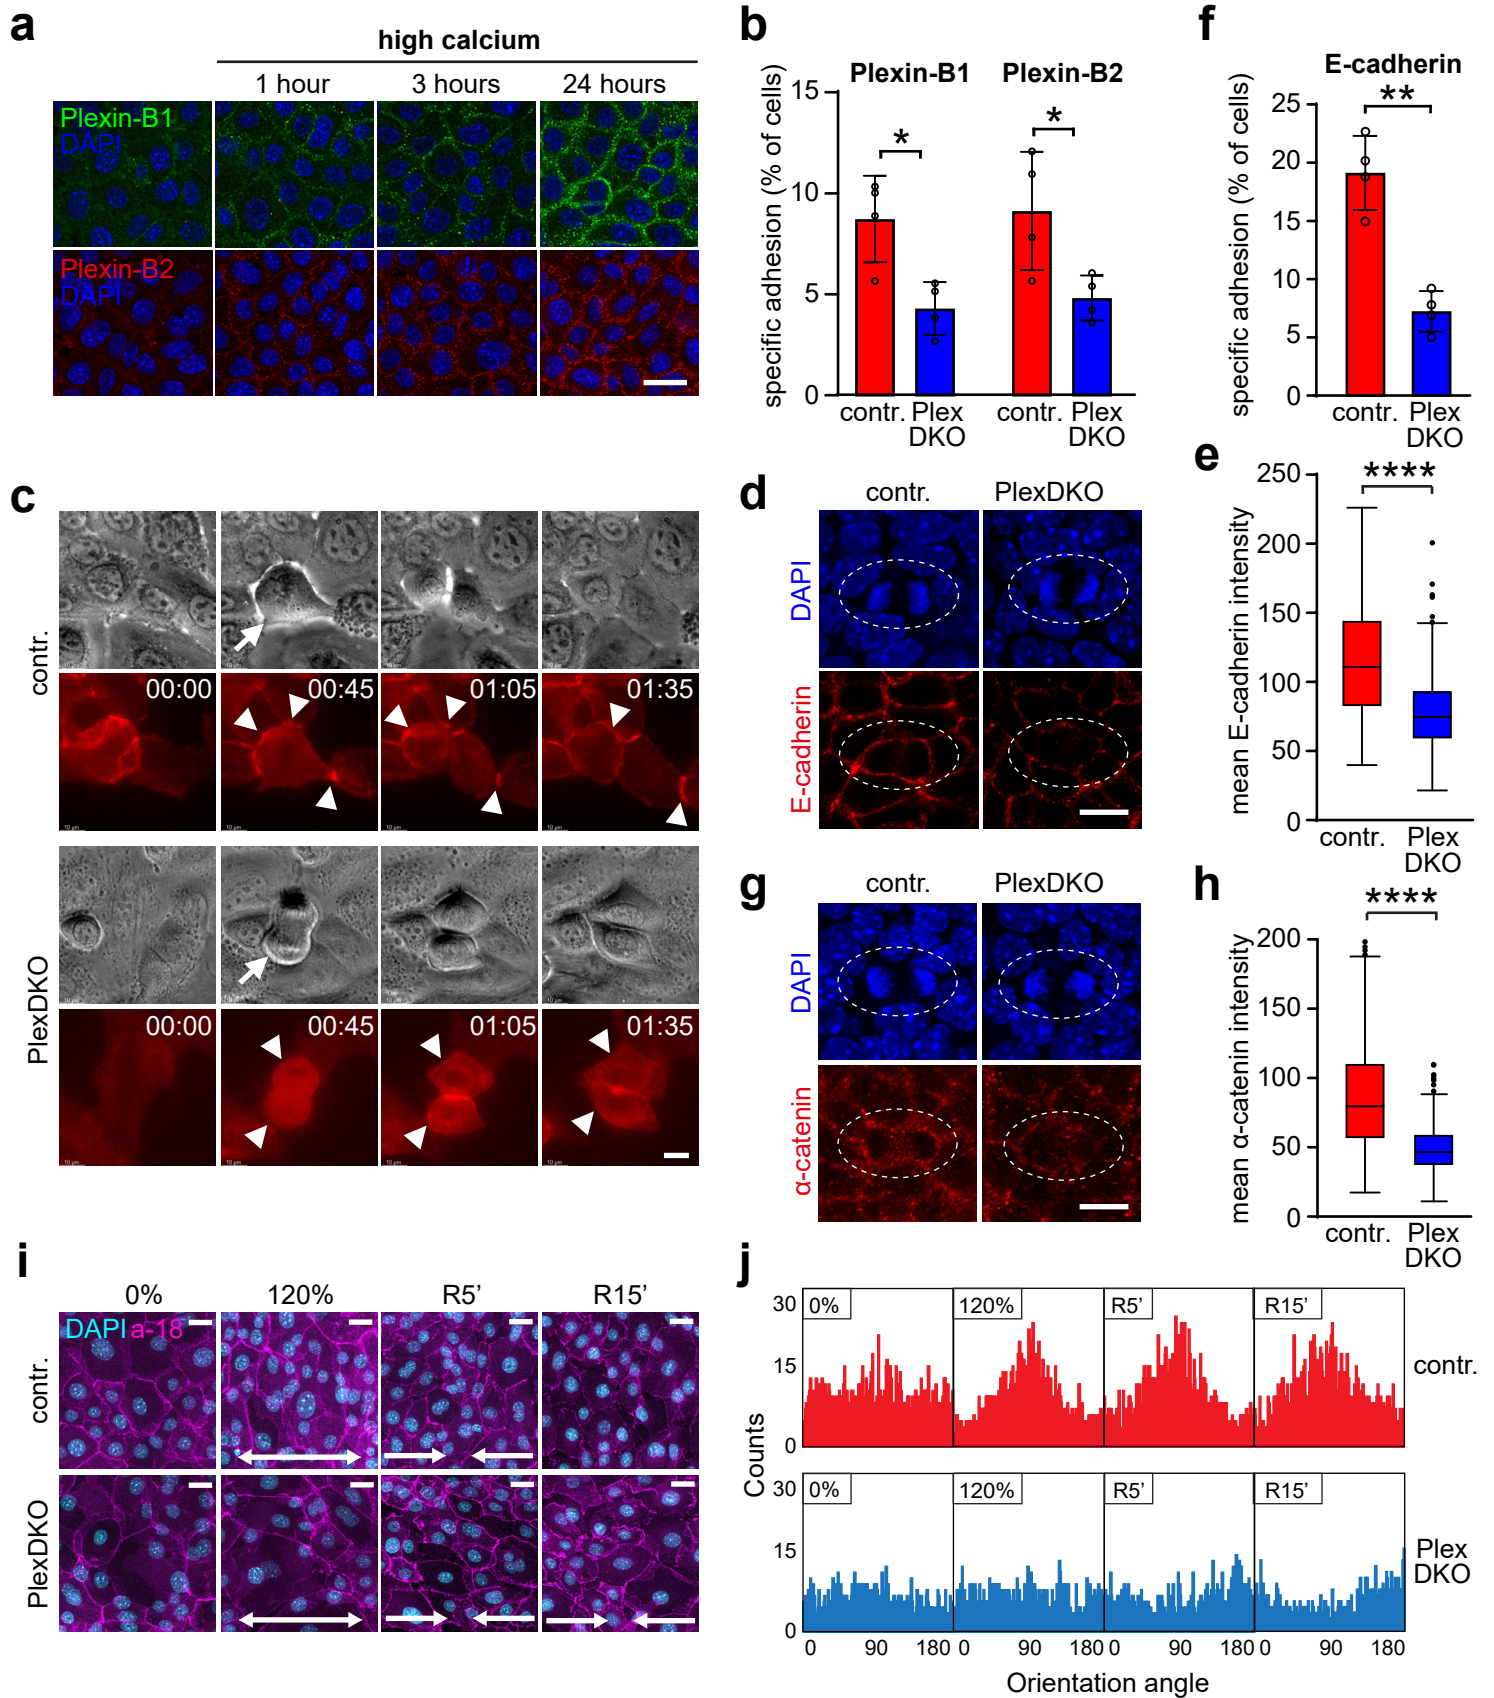 a
high calcium
1 hour
3 hours
24 hours
Plexin-B1
DAPI
Plexin-B2
DAPI
b
Plexin-B1
Plexin-B2
specific adhesion (% of cells)
15
10
5
0
*
*
contr.
Plex
DKO
contr.
Plex
DKO
f
E-cadherin
specific adhesion (% of cells)
25
20
15
10
5
0
**
contr.
Plex
DKO
c
contr.
00:00
00:45
01:05
01:35
PlexDKO
00:00
00:45
01:05
01:35
10 µm
d
contr.
PlexDKO
DAPI
E-cadherin
e
mean E-cadherin intensity
250
200
150
100
50
0
****
contr.
Plex
DKO
g
contr.
PlexDKO
DAPI
α-catenin
h
mean α-catenin intensity
200
150
100
50
0
****
contr.
Plex
DKO
i
0%
120%
R5’
R15’
DAPI a-18
contr.
PlexDKO
j
Counts
30
15
0
0%
120%
R5’
R15’
contr.
30
15
0
0%
120%
R5’
R15’
Plex
DKO
0 90 180 0 90 180 0 90 180 0 90 180
Orientation angle